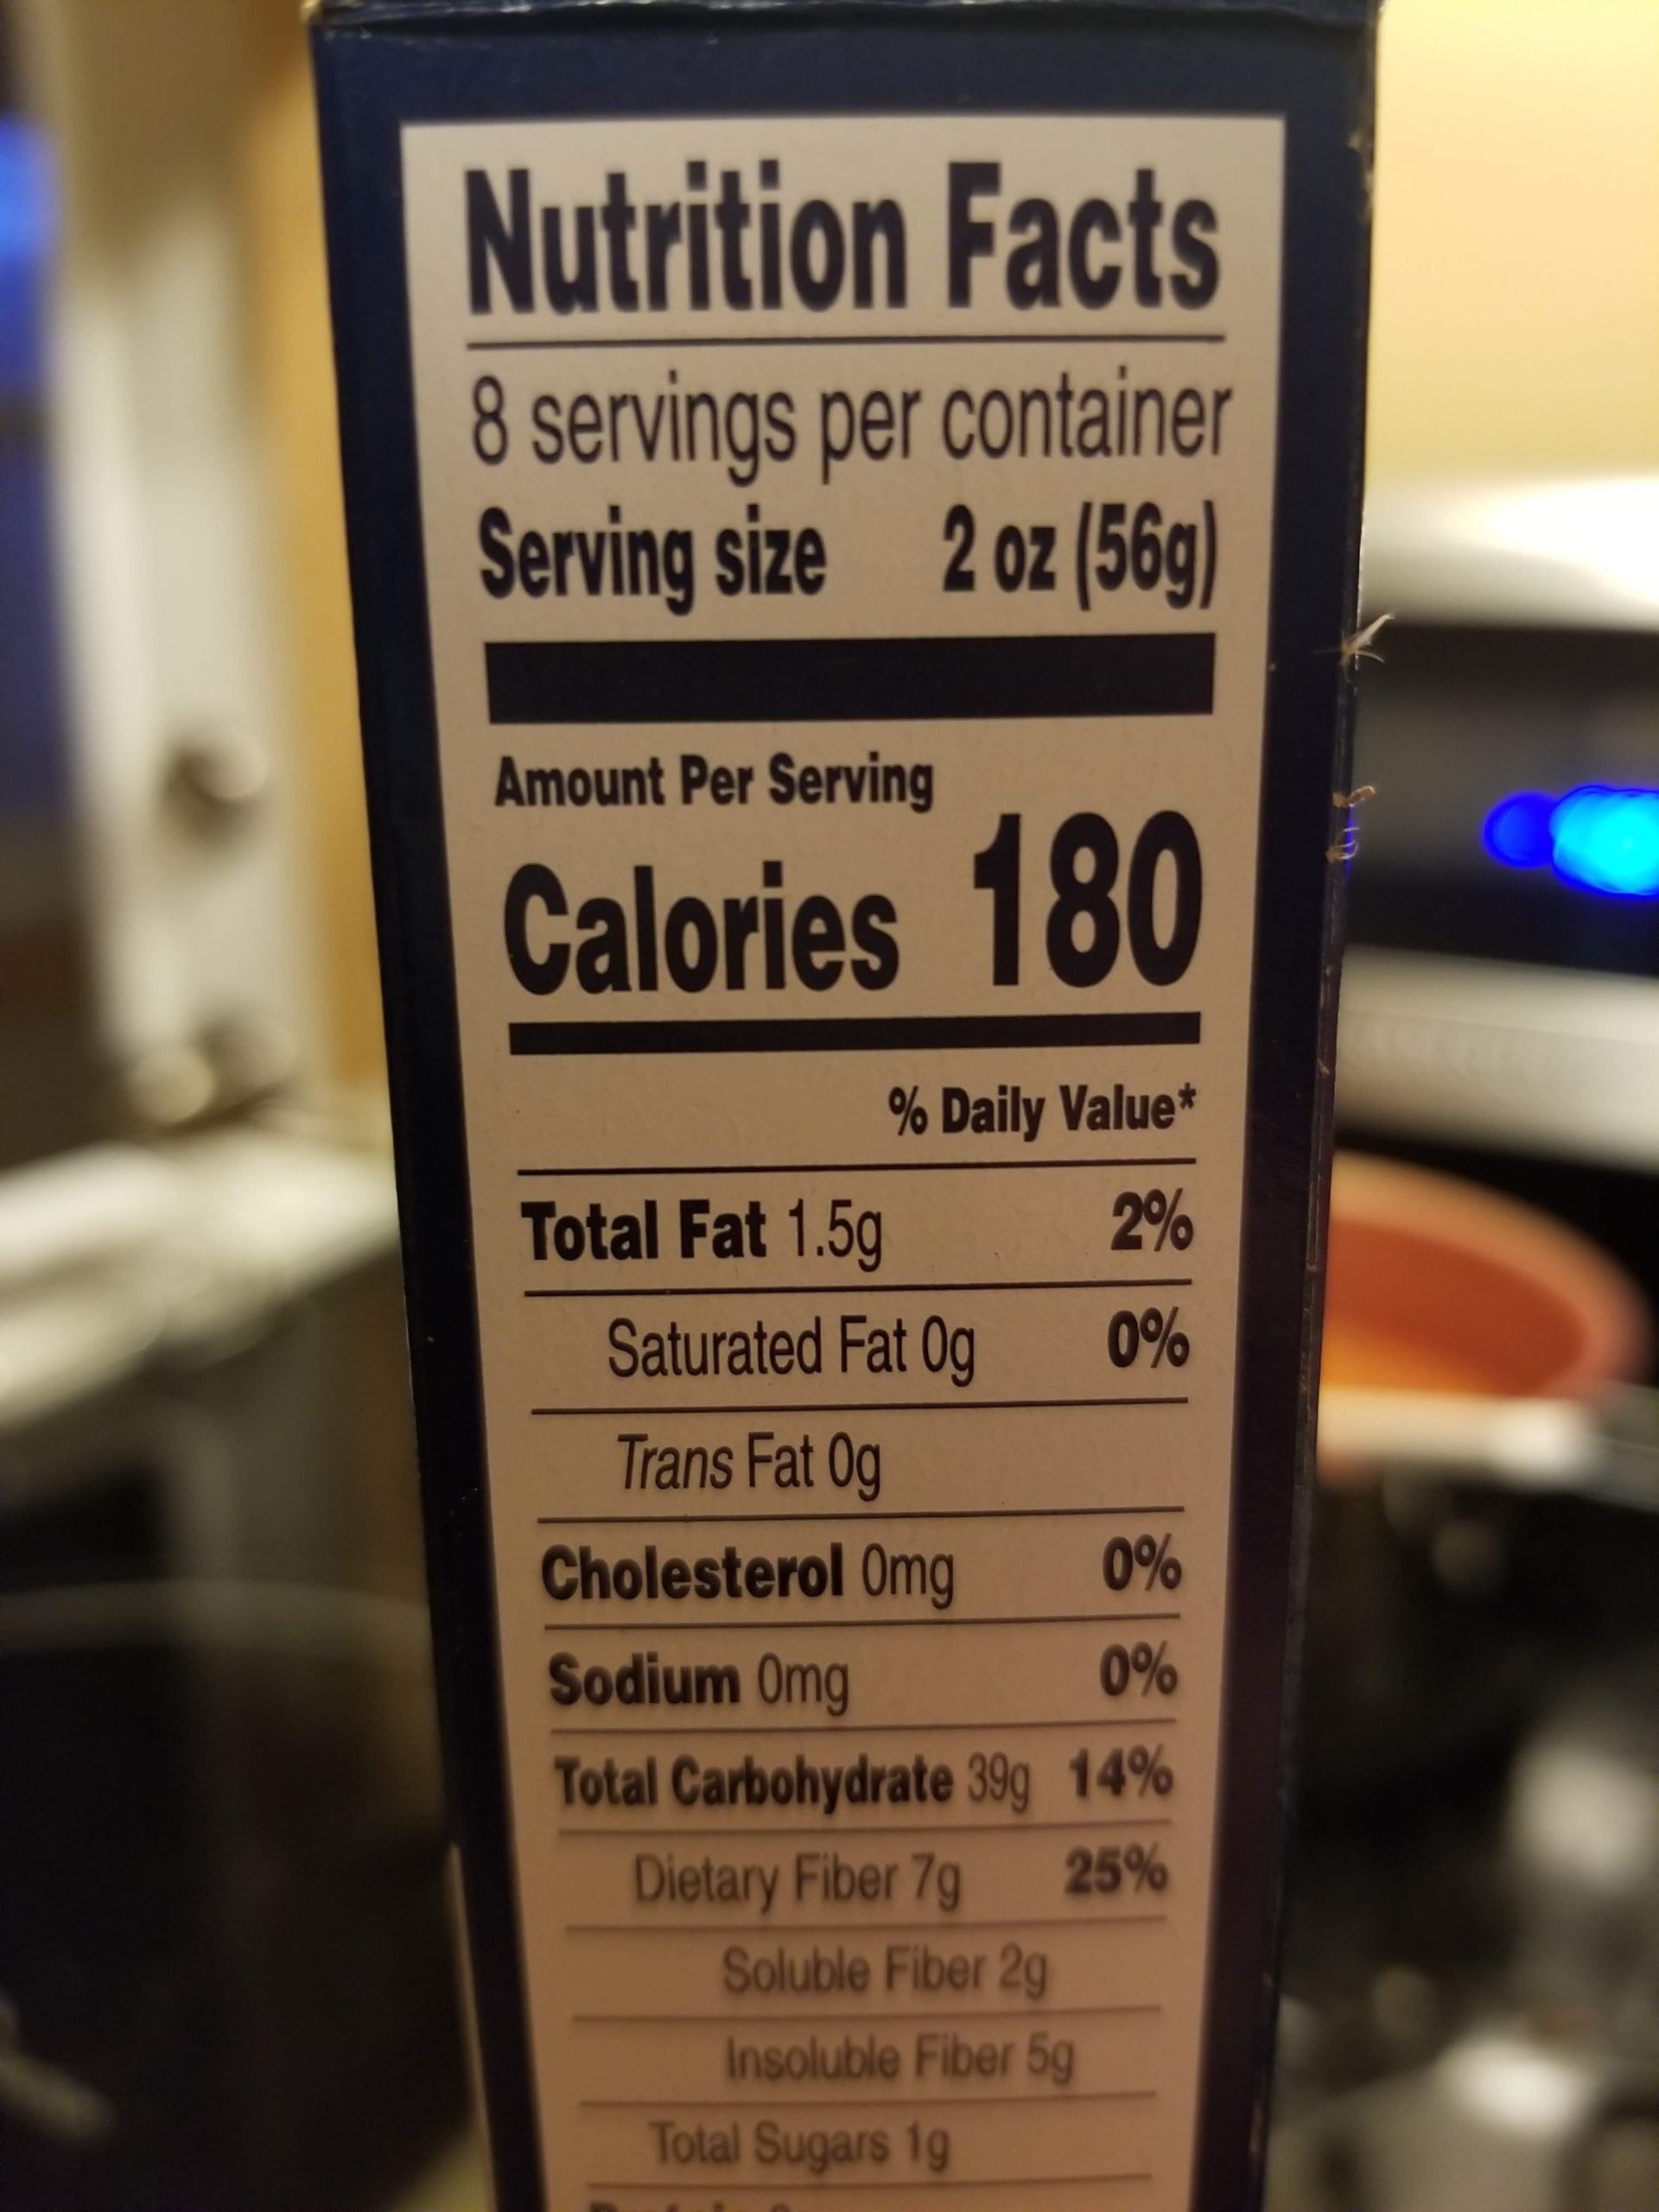 Nutrition Facts
8 servings per container
Serving size 2 oz (56g)
Amount Per Serving
Calories 180
% Daily Value*
Total Fat 1.5g 2%
Saturated Fat 0g 0%
Trans Fat 0g
Cholesterol 0mg 0%
Sodium 0mg 0%
Total Carbohydrate 39g 14%
Dietary Fiber 7g 25%
Soluble Fiber 2g
Insoluble Fiber 5g
Total Sugars 1g